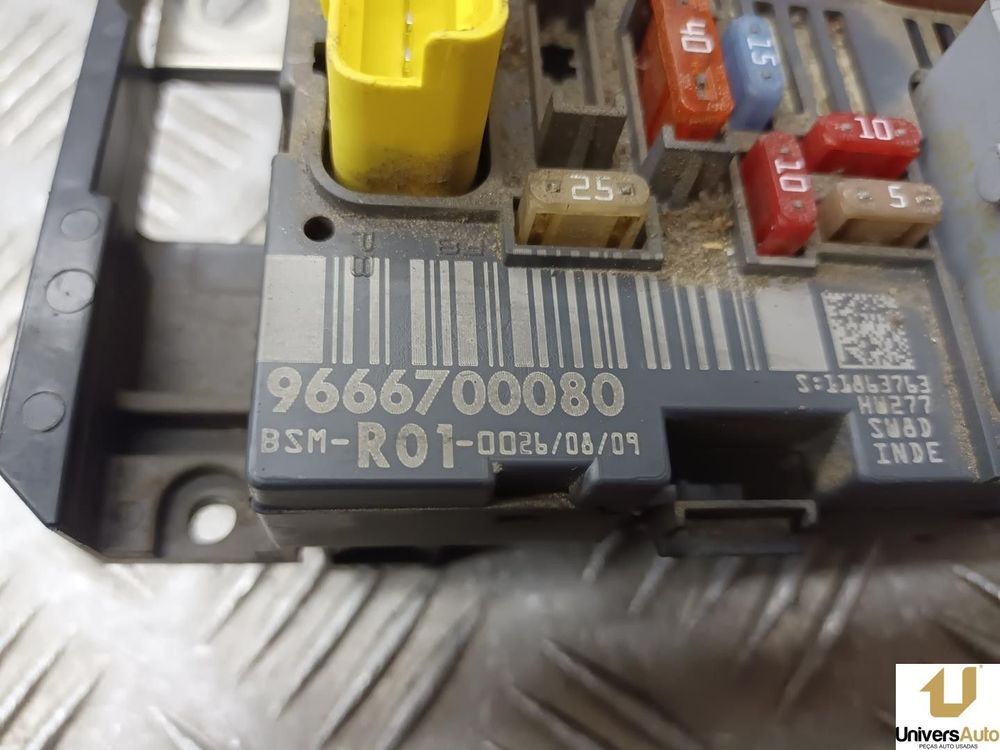 40
15
10
10
25
5
9666700080
S:11863763
BSM-R01-0026/08/09
HW277
SW8D
INDE
UniversAuto
PEÇAS AUTO USADAS